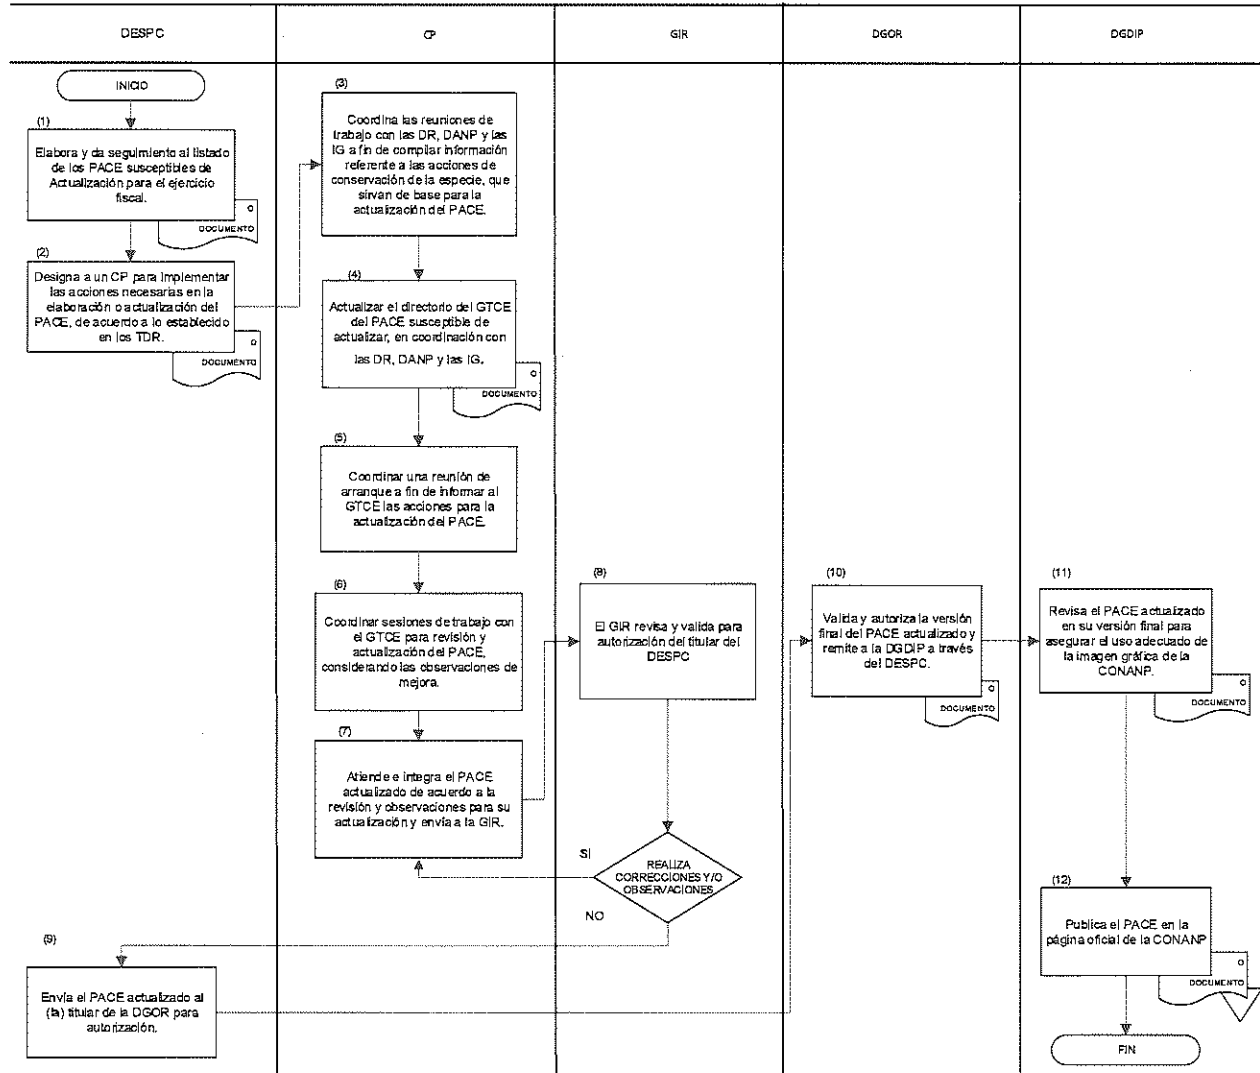 DESPC
CP
GIR
DGOR
DGDIP
INICIO
(1)
Elabora y da seguimiento al listado
de los PACE susceptibles de
Actualización para el ejercicio
fiscal.
DOCUMENTO
(2)
Designa a un CP para Implementar
las acciones necesarias en la
elaboración o actualización del
PACE, de acuerdo a lo establecido
en los TDR.
DOCUMENTO
(3)
Coordina las reuniones de
trabajo con las DR, DANP y las
IG a fin de compilar información
referente a las acciones de
conservación de la especie, que
sirvan de base para la
actualización del PACE.
(4)
Actualizar el directorio del GTCE
del PACE susceptible de
actualizar, en coordinación con
las DR, DANP y las IG.
DOCUMENTO
(5)
Coordinar una reunión de
arranque a fin de informar al
GTCE las acciones para la
actualización del PACE.
(6)
Coordinar sesiones de trabajo con
el GTCE para revisión y
actualización del PACE,
considerando las observaciones de
mejora.
(7)
Atiende e integra el PACE
actualizado de acuerdo a la
revisión y observaciones para su
actualización y envía a la GIR.
(8)
El GIR revisa y valida para
autorización del titular del
DESPC
SI
REALIZA
CORRECCIONES Y/O
OBSERVACIONES
NO
(9)
Envía el PACE actualizado al
(la) titular de la DGOR para
autorización.
(10)
Valida y autoriza la versión
final del PACE actualizado y
remite a la DGDIP a través
del DESPC.
DOCUMENTO
(11)
Revisa el PACE actualizado
en su versión final para
asegurar el uso adecuado de
la imagen gráfica de la
CONANP.
DOCUMENTO
(12)
Publica el PACE en la
página oficial de la CONANP
DOCUMENTO
FIN